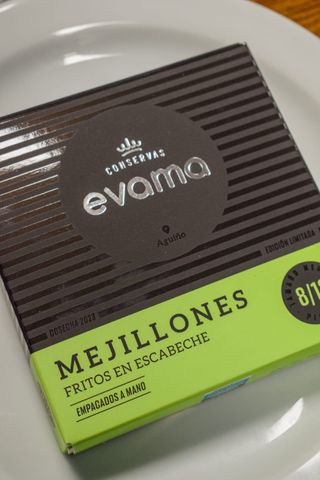 CONSERVAS
evama
Aguiño
COSECHA 2023
EDICIÓN LIMITADA
MEJILLONES
FRITOS EN ESCABECHE
EMPACADOS A MANO